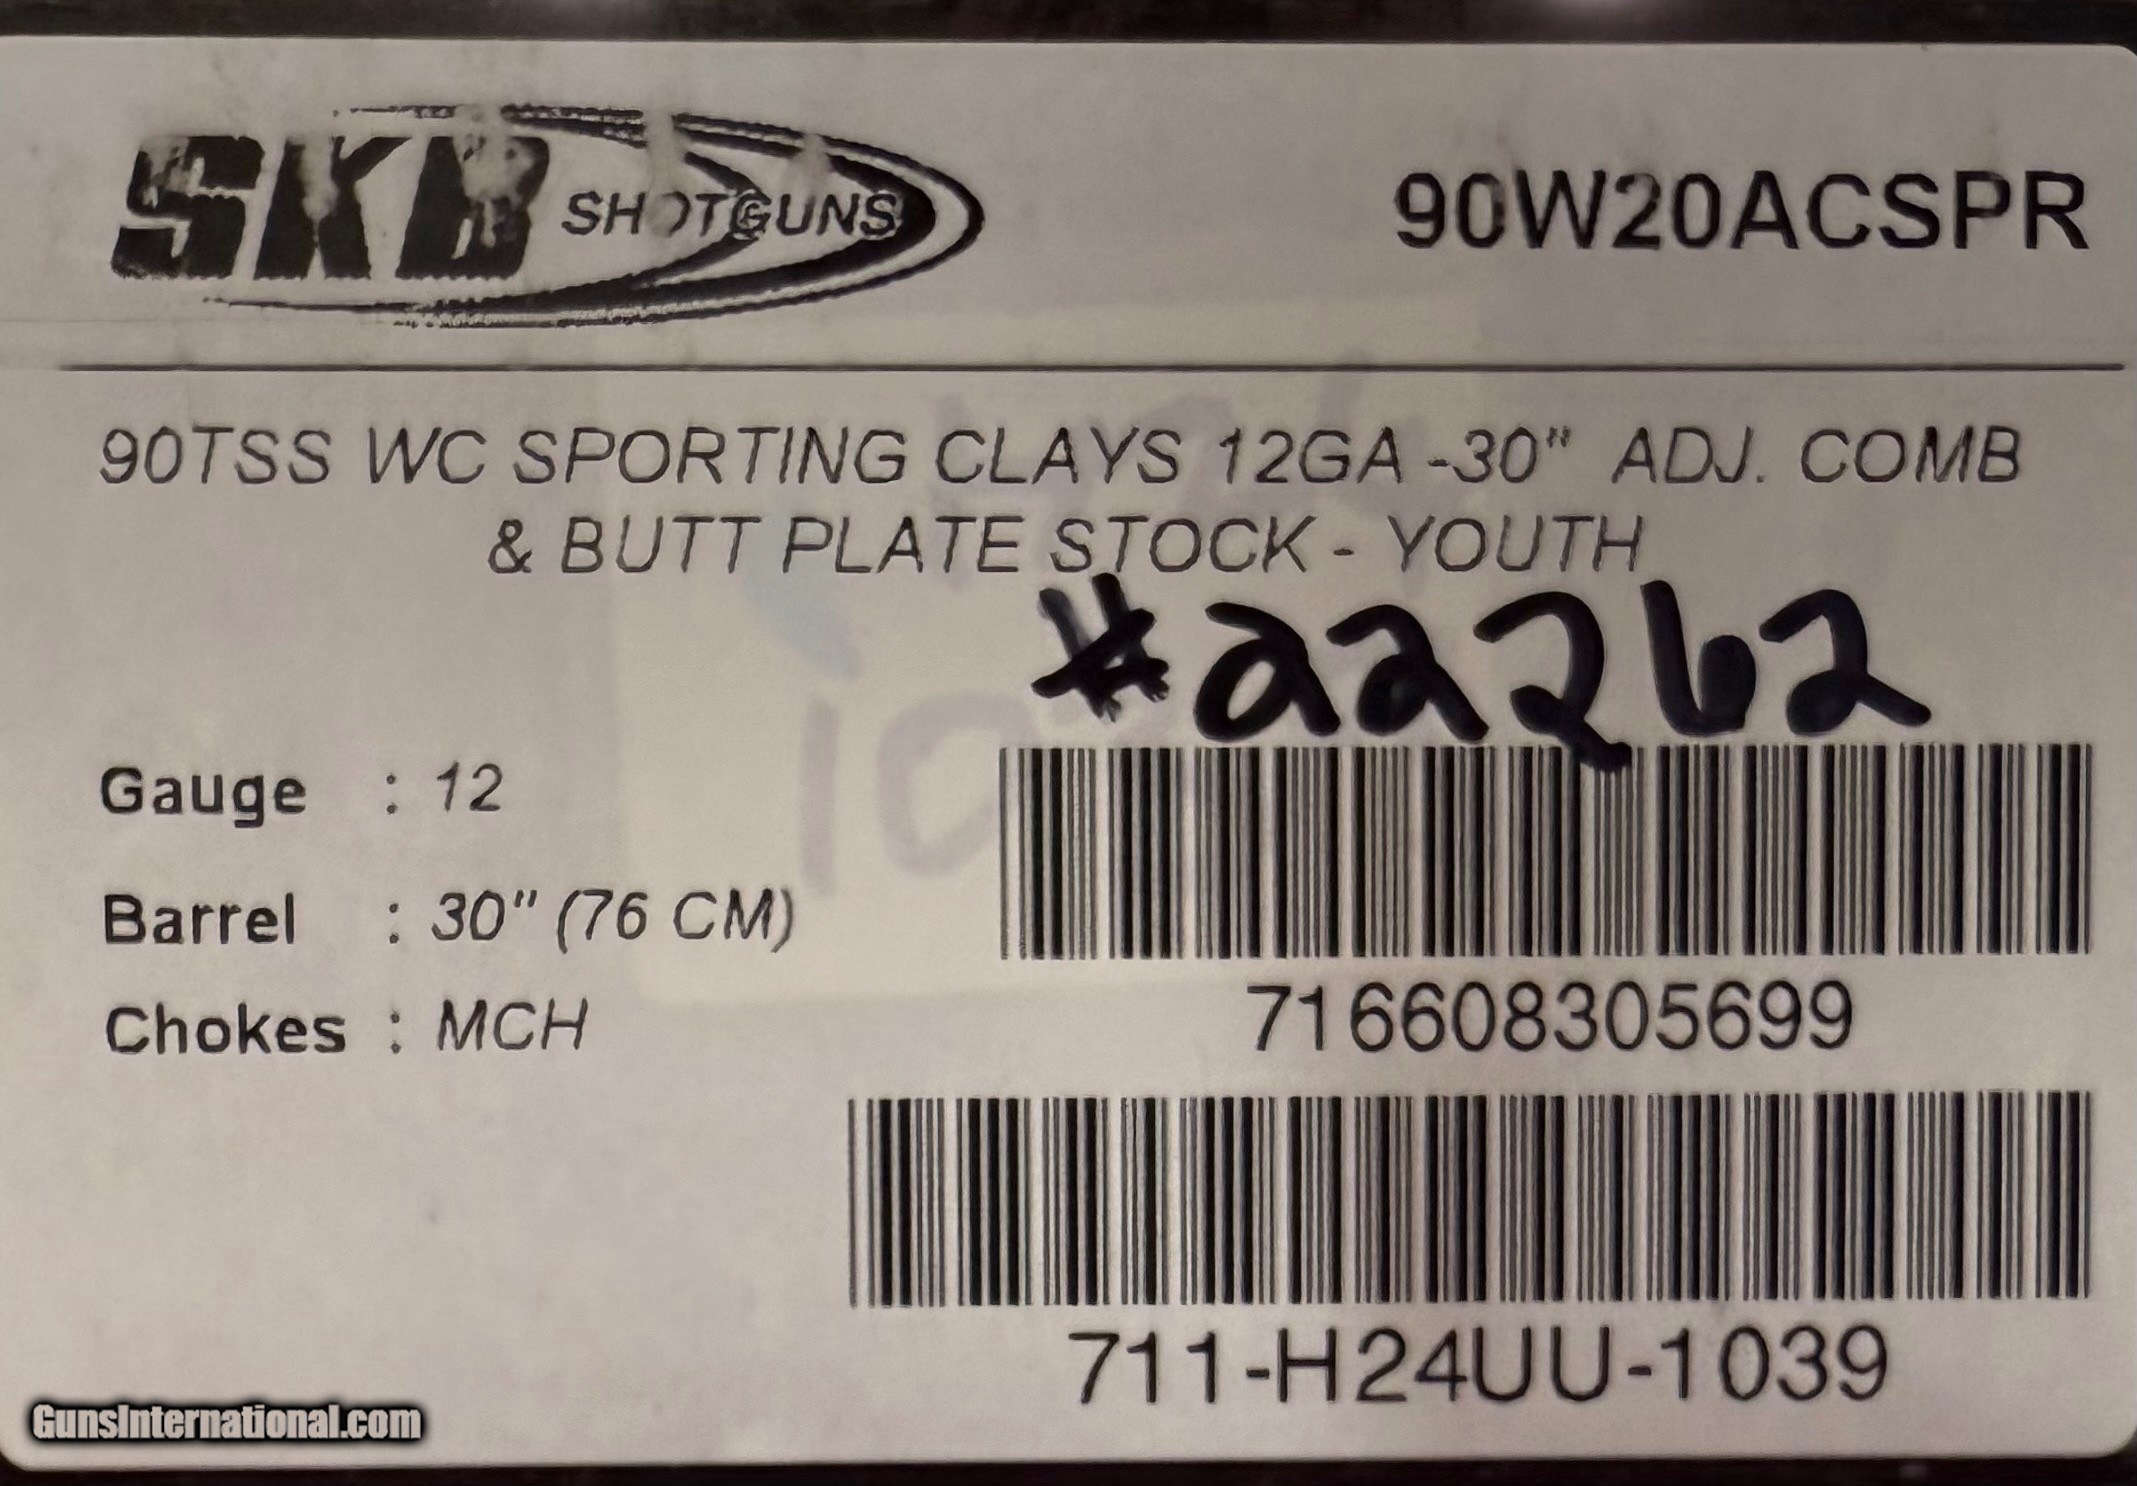 SKB SHOTGUNS
90W20ACSPR
90TSS WC SPORTING CLAYS 12GA -30" ADJ. COMB
& BUTT PLATE STOCK - YOUTH
#22262
Gauge : 12
Barrel : 30" (76 CM)
Chokes : MCH
716608305699
711-H24UU-1039
GunsInternational.com